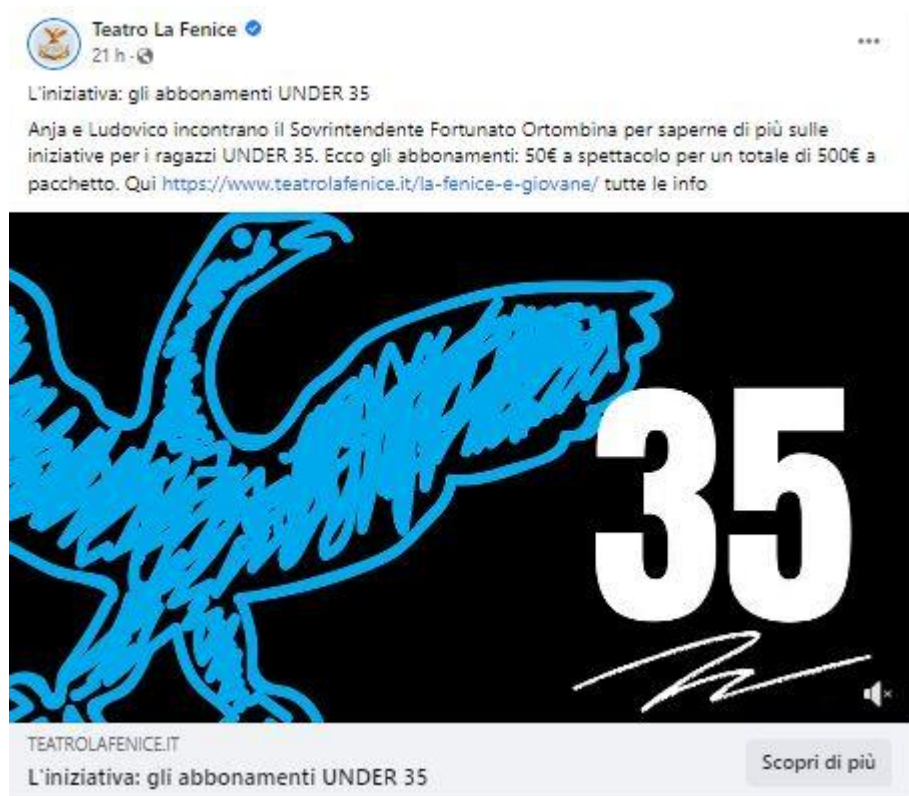 Teatro La Fenice
21 h ·
L'iniziativa: gli abbonamenti UNDER 35
Anja e Ludovico incontrano il Sovrintendente Fortunato Ortombina per saperne di più sulle
iniziative per i ragazzi UNDER 35. Ecco gli abbonamenti: 50€ a spettacolo per un totale di 500€ a
pacchetto. Qui https://www.teatrolafenice.it/la-fenice-e-giovane/ tutte le info
35
TEATROLAFENICE.IT
L'iniziativa: gli abbonamenti UNDER 35
Scopri di più